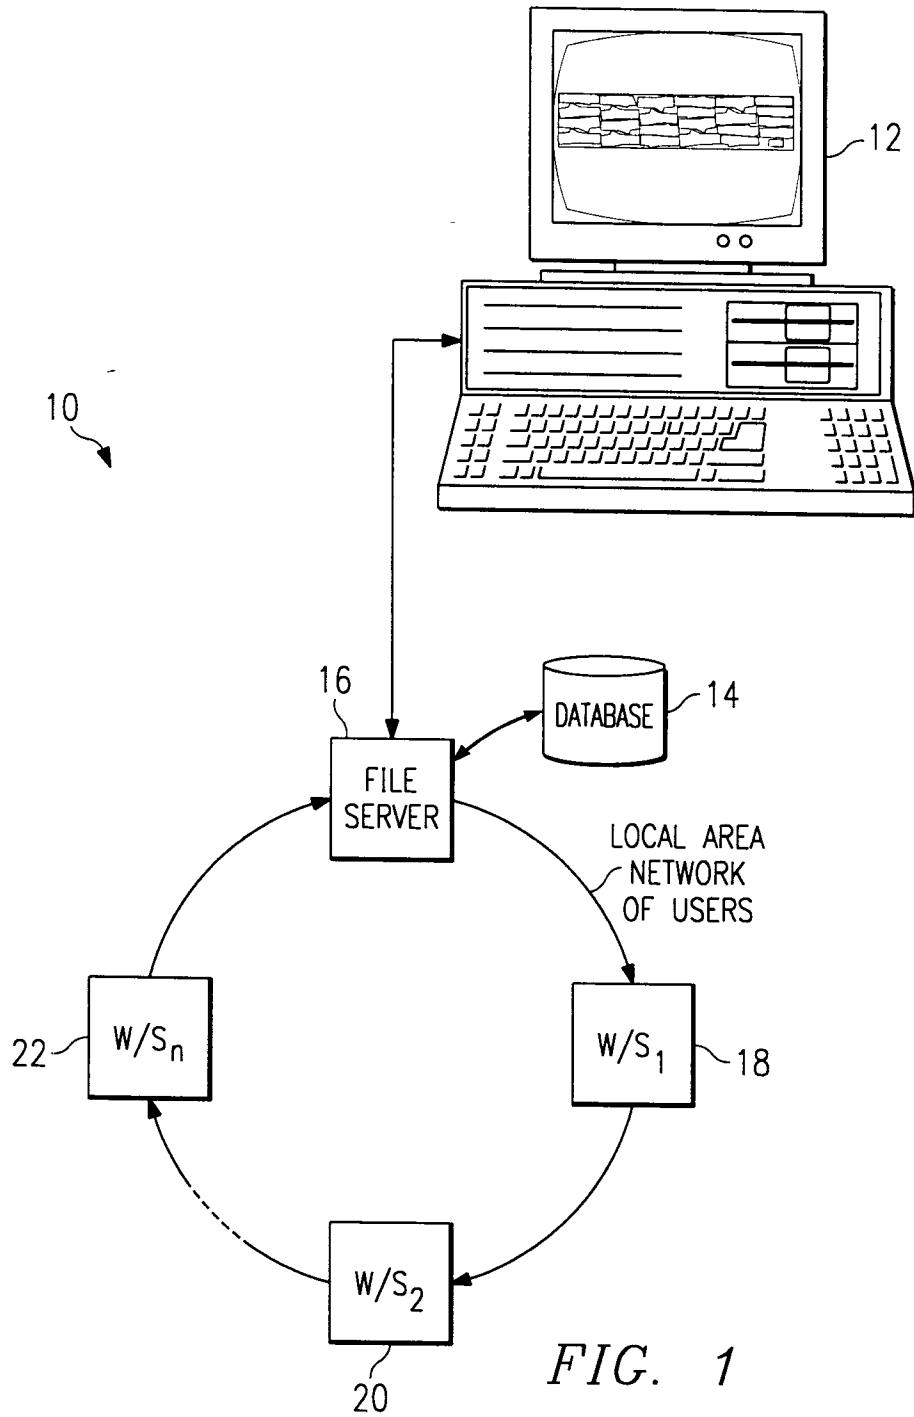 12
10
16
DATABASE
14
FILE
SERVER
LOCAL AREA
NETWORK
OF USERS
22
W/Sn
W/S1
18
W/S2
20
FIG. 1